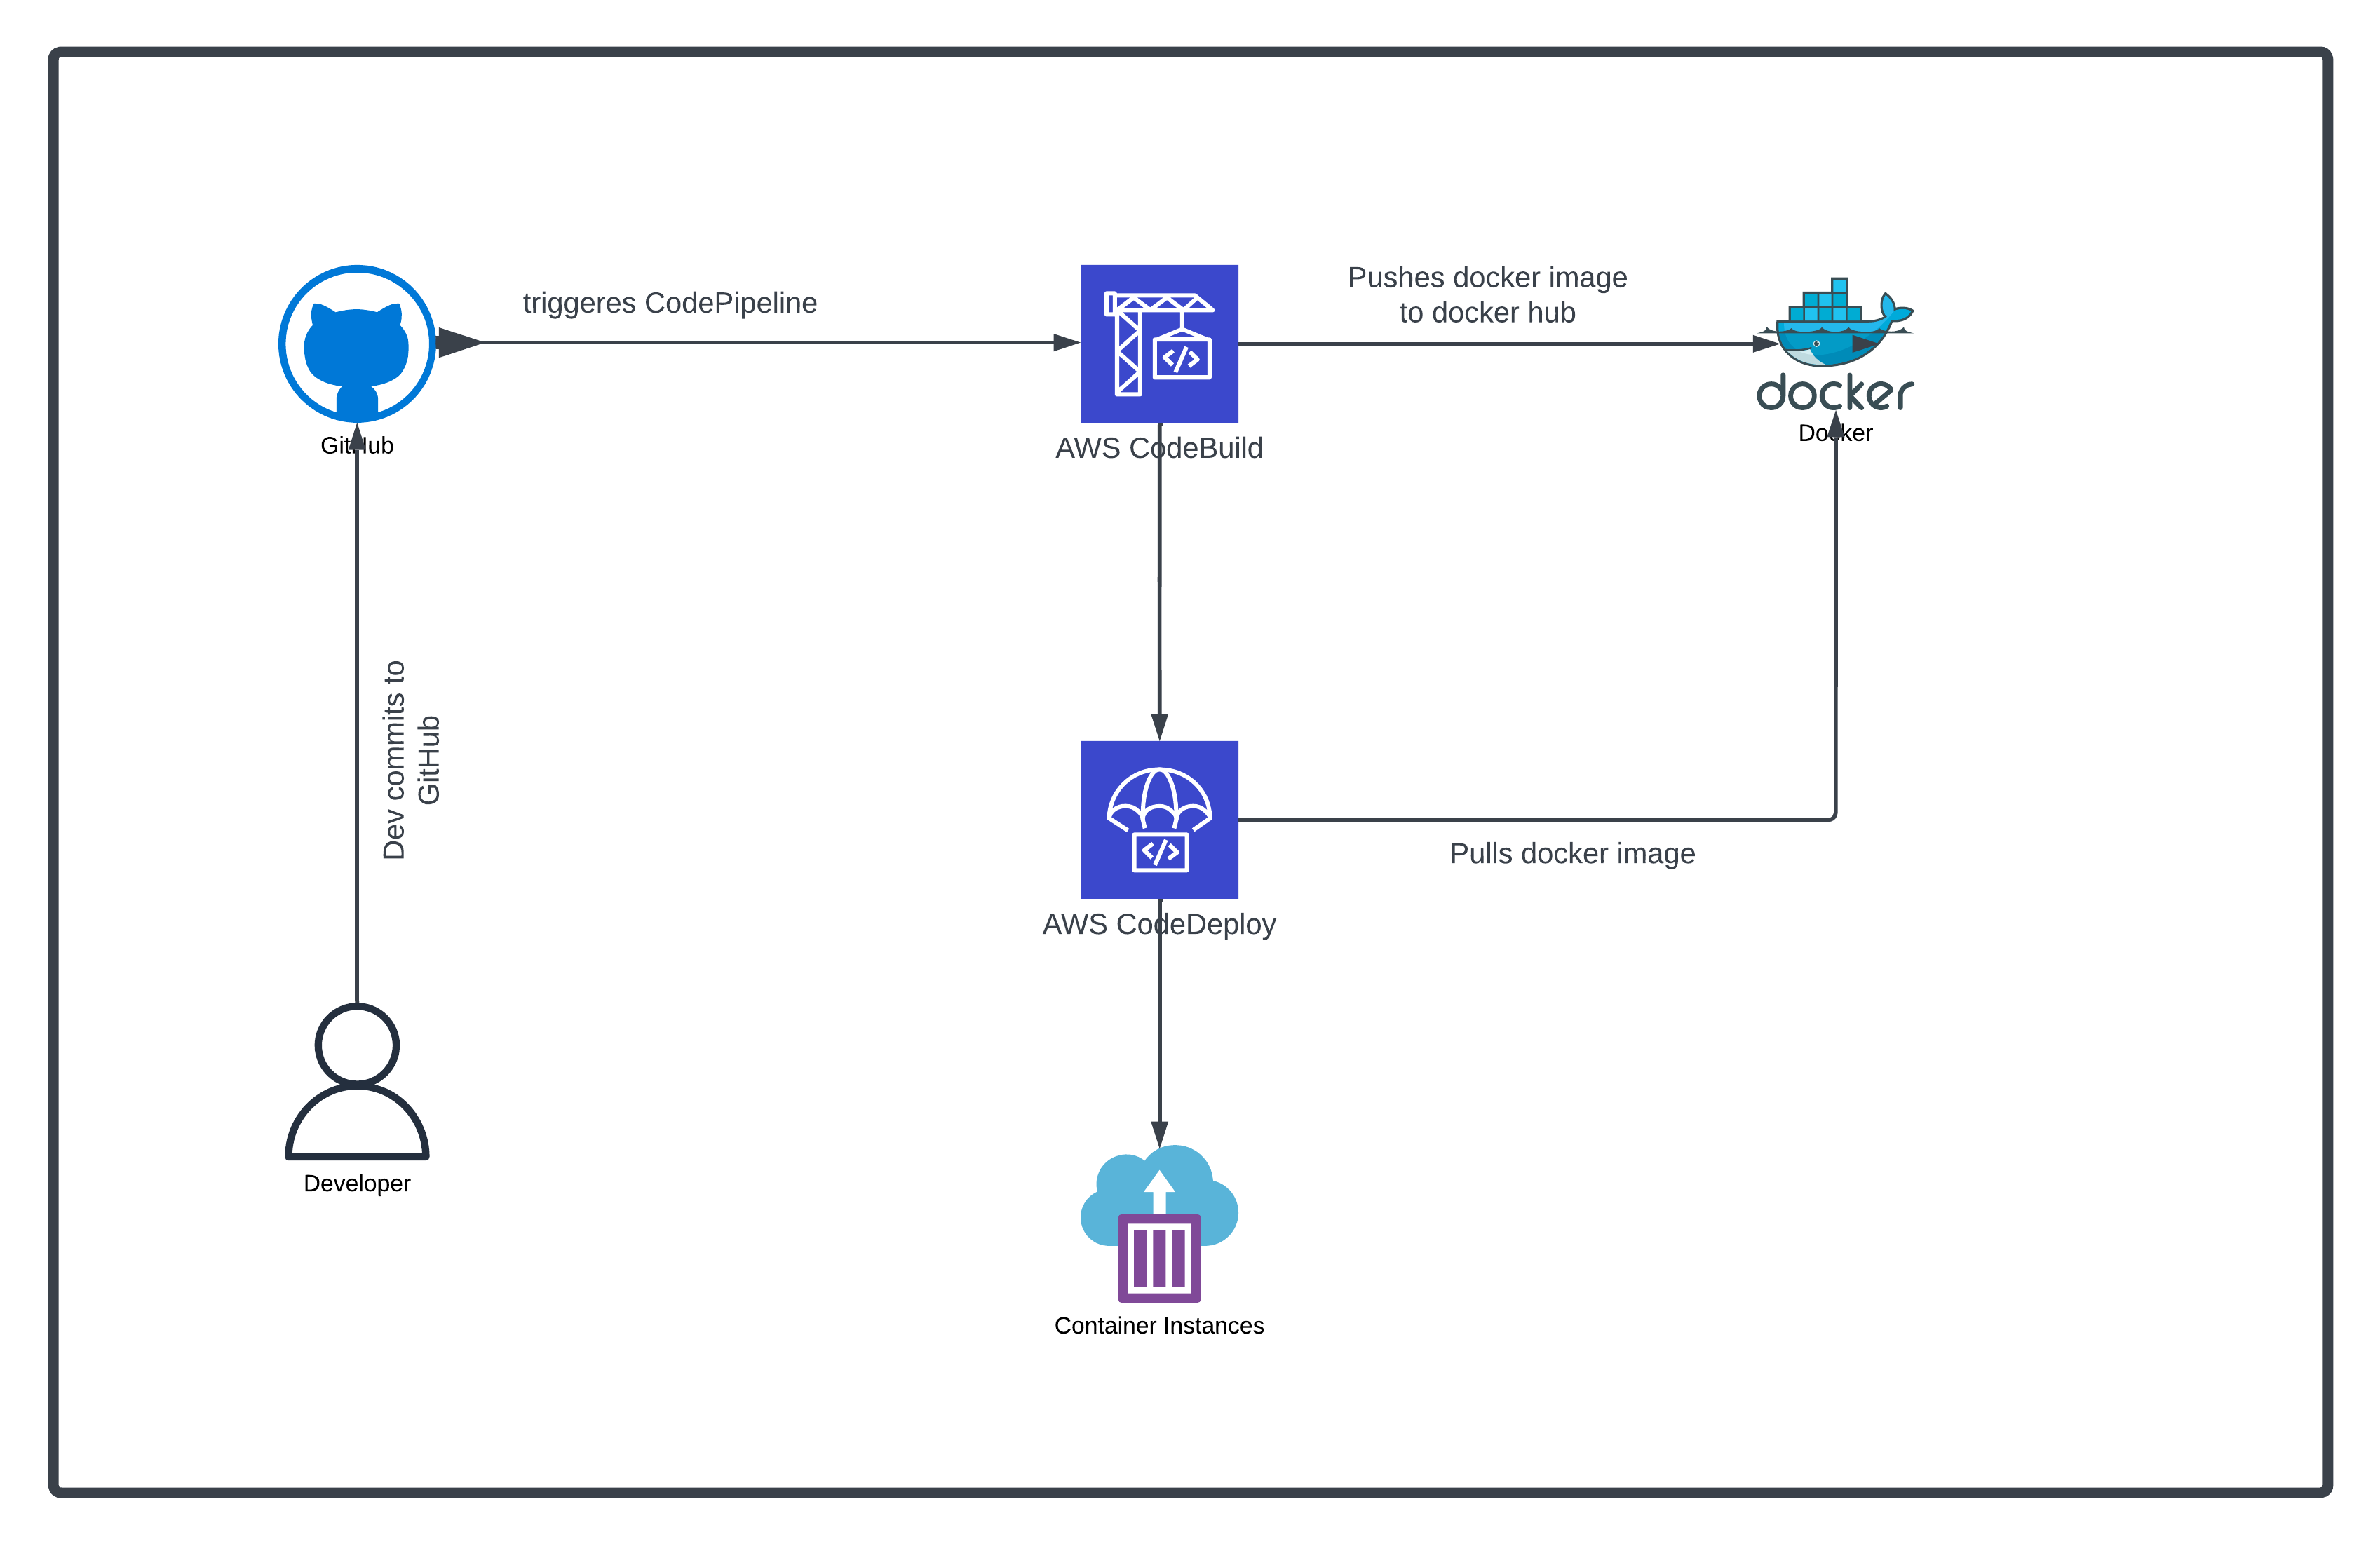 triggeres CodePipeline
Pushes docker image
to docker hub
docker
GitHub
AWS CodeBuild
Docker
Dev commits to
GitHub
Pulls docker image
AWS CodeDeploy
Developer
Container Instances